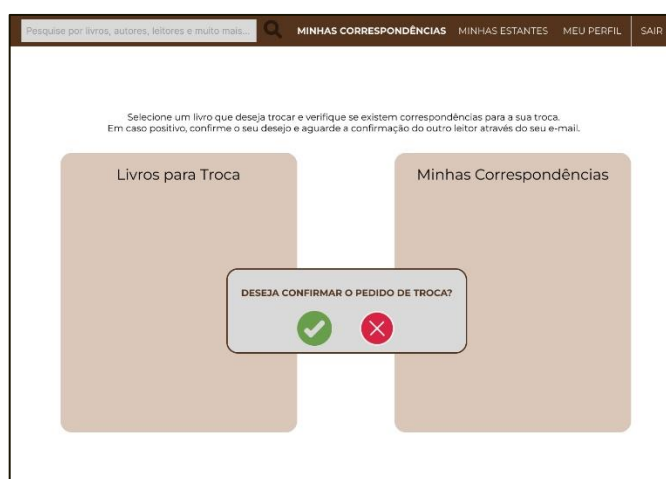 Pesquise por livros, autores, leitores e muito mais...
MINHAS CORRESPONDÊNCIAS
MINHAS ESTANTES
MEU PERFIL
SAIR
Selecione um livro que deseja trocar e verifique se existem correspondências para a sua troca.
Em caso positivo, confirme o seu desejo e aguarde a confirmação do outro leitor através do seu e-mail.
Livros para Troca
Minhas Correspondências
DESEJA CONFIRMAR O PEDIDO DE TROCA?